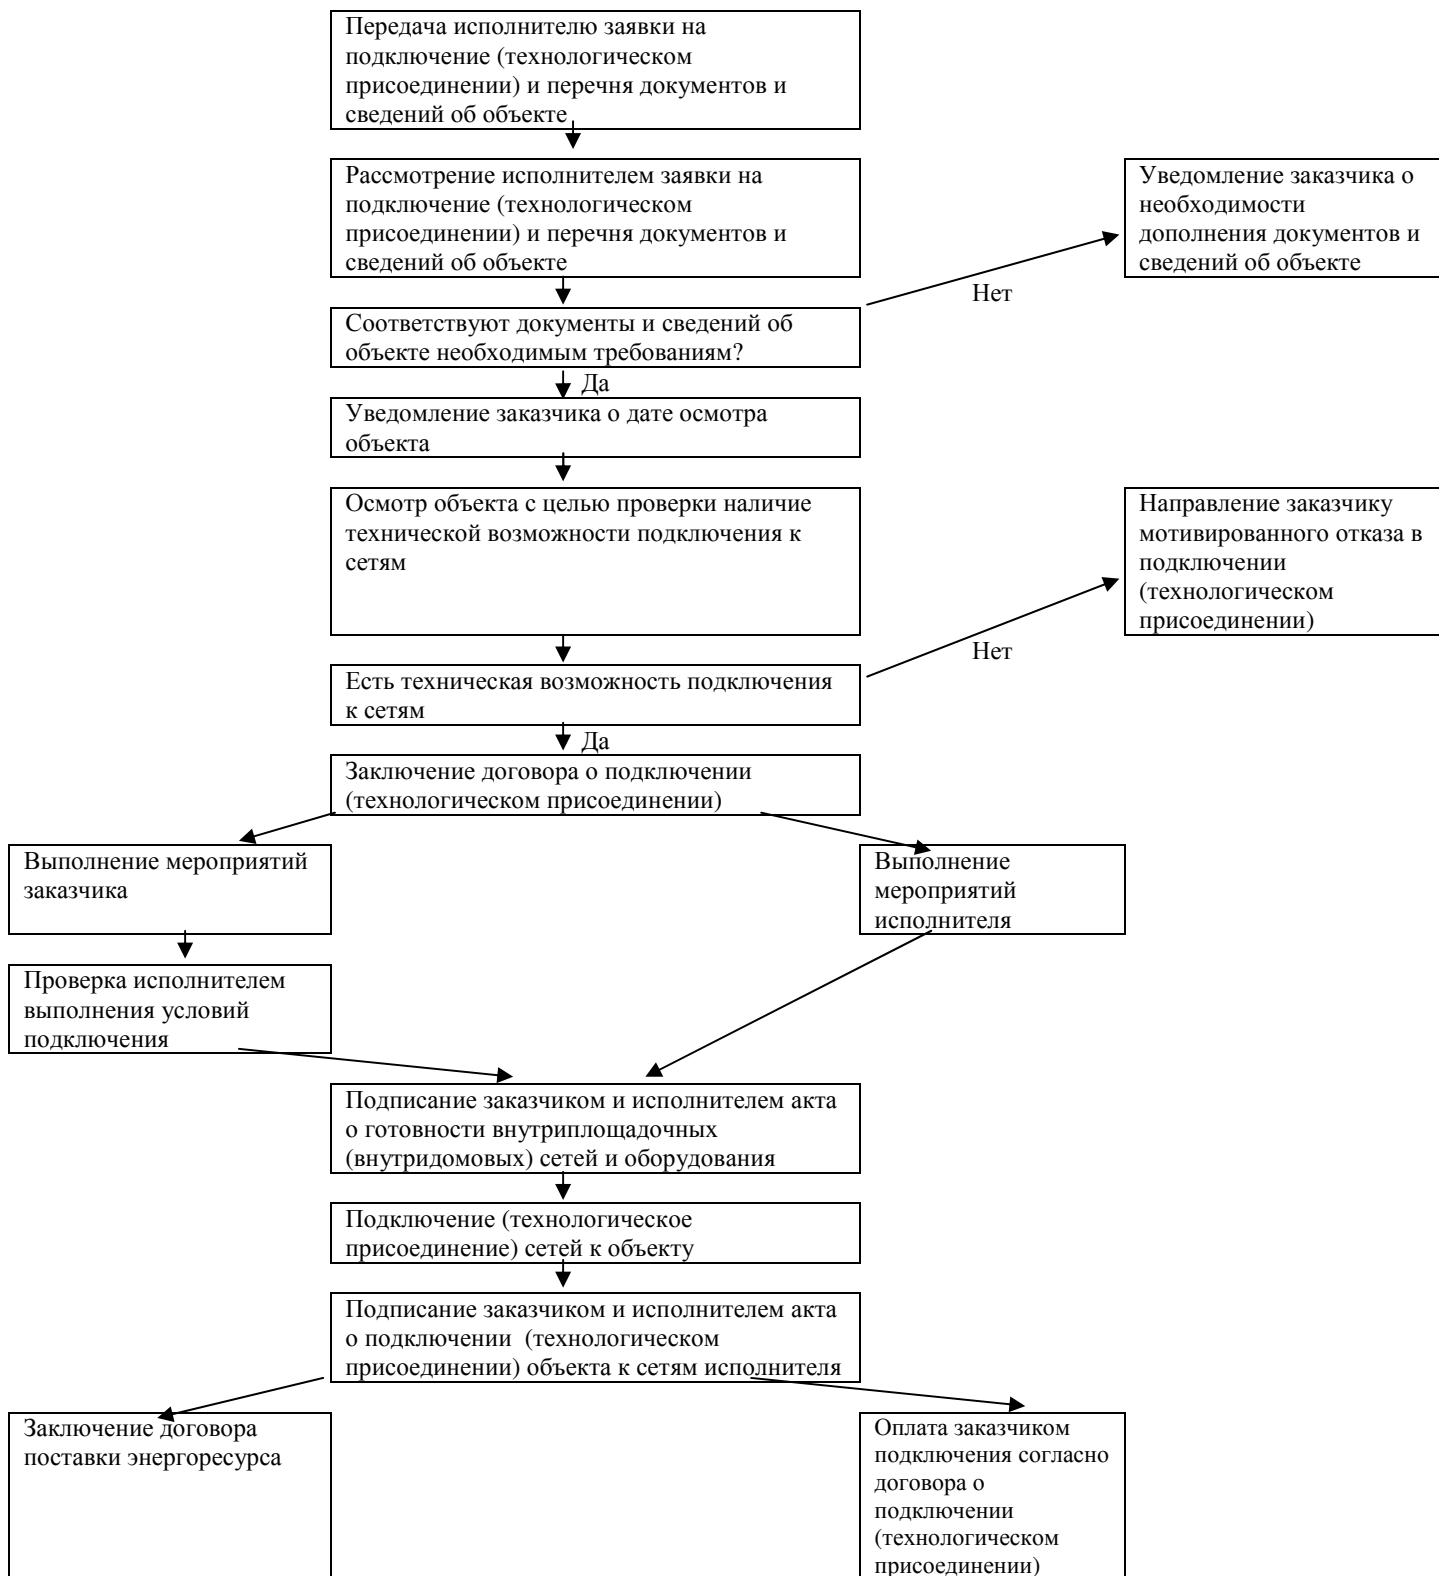 Передача исполнителю заявки на
подключение (технологическом
присоединении) и перечня документов и
сведений об объекте
Рассмотрение исполнителем заявки на
подключение (технологическом
присоединении) и перечня документов и
сведений об объекте
Уведомление заказчика о
необходимости
дополнения документов и
сведений об объекте
Нет
Соответствуют документы и сведений об
объекте необходимым требованиям?
Да
Уведомление заказчика о дате осмотра
объекта
Осмотр объекта с целью проверки наличие
технической возможности подключения к
сетям
Направление заказчику
мотивированного отказа в
подключении
(технологическом
присоединении)
Нет
Есть техническая возможность подключения
к сетям
Да
Заключение договора о подключении
(технологическом присоединении)
Выполнение мероприятий
заказчика
Выполнение
мероприятий
исполнителя
Проверка исполнителем
выполнения условий
подключения
Подписание заказчиком и исполнителем акта
о готовности внутриплощадочных
(внутридомовых) сетей и оборудования
Подключение (технологическое
присоединение) сетей к объекту
Подписание заказчиком и исполнителем акта
о подключении (технологическом
присоединении) объекта к сетям исполнителя
Заключение договора
поставки энергоресурса
Оплата заказчиком
подключения согласно
договора о
подключении
(технологическом
присоединении)